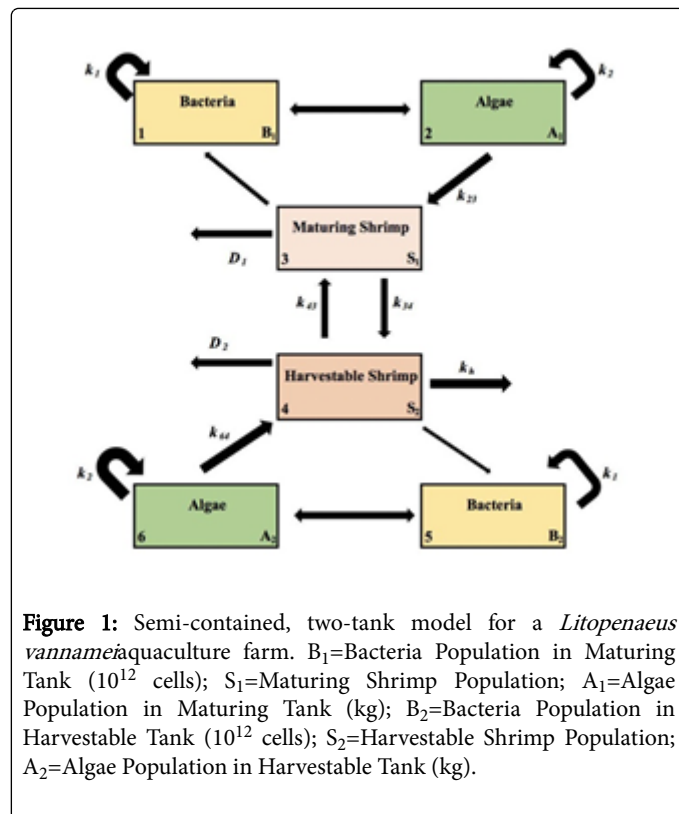 k₁
k₂
Bacteria
1 B₁
Algae
2 A₁
k₂₃
Maturing Shrimp
3 S₁
D₁
k₄₃
k₃₄
D₂
Harvestable Shrimp
4 S₂
kₕ
k₆₄
k₂
k₁
Algae
6 A₂
Bacteria
5 B₂
Figure 1: Semi-contained, two-tank model for a Litopenaeus
vannameiaquaculture farm. B₁=Bacteria Population in Maturing
Tank (10¹² cells); S₁=Maturing Shrimp Population; A₁=Algae
Population in Maturing Tank (kg); B₂=Bacteria Population in
Harvestable Tank (10¹² cells); S₂=Harvestable Shrimp Population;
A₂=Algae Population in Harvestable Tank (kg).